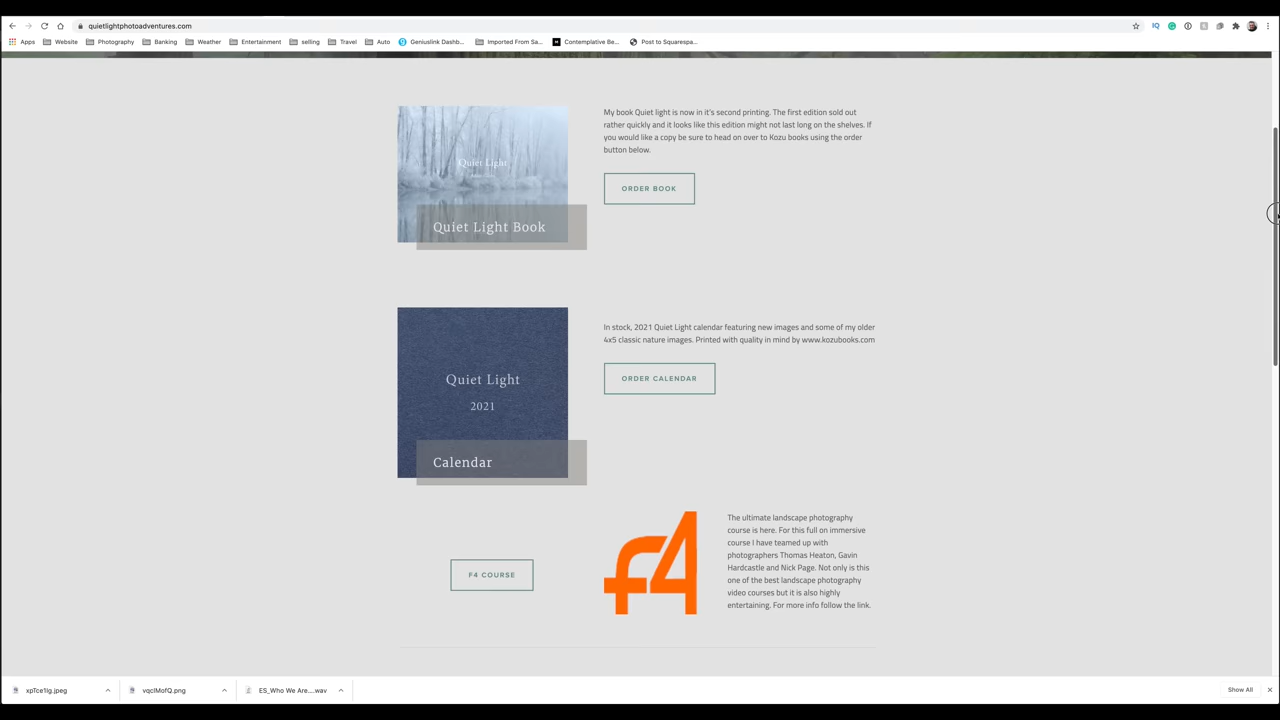 quietlightphotoadventures.com
Apps Website Photography Banking Weather Entertainment selling Travel Auto Geniuslink Dashb... Imported From Sa... Contemplative Be... Post to Squarespa...
Quiet Light
Quiet Light Book
My book Quiet light is now in it's second printing. The first edition sold out
rather quickly and it looks like this edition might not last long on the shelves. If
you would like a copy be sure to head on over to Kozu books using the order
button below.
ORDER BOOK
Quiet Light
2021
Calendar
In stock, 2021 Quiet Light calendar featuring new images and some of my older
4x5 classic nature images. Printed with quality in mind by www.kozubooks.com
ORDER CALENDAR
F4 COURSE
f4
The ultimate landscape photography
course is here. For this full on immersive
course I have teamed up with
photographers Thomas Heaton, Gavin
Hardcastle and Nick Page. Not only is this
one of the best landscape photography
video courses but it is also highly
entertaining. For more info follow the link.
vqclMofQ.png
ES_Who We Are....wav
Show All